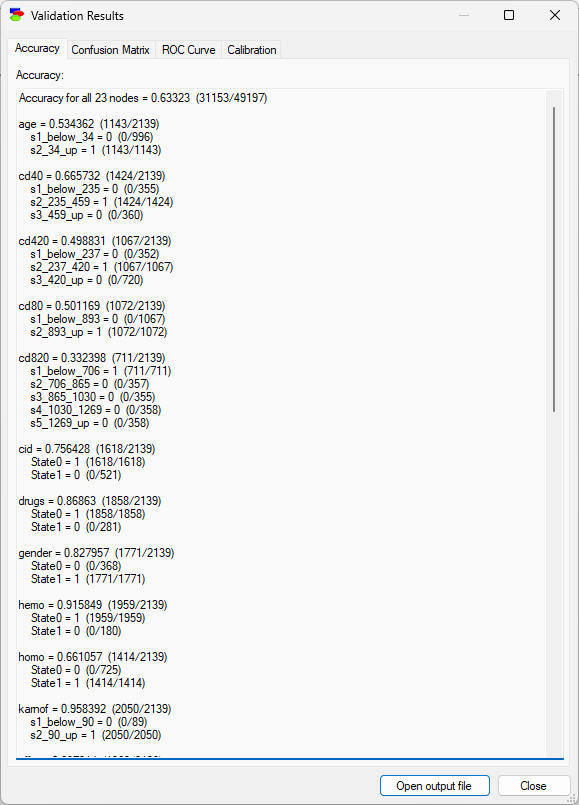 Validation Results
Accuracy
Confusion Matrix
ROC Curve
Calibration
Accuracy:
Accuracy for all 23 nodes = 0.63323 (31153/49197)
age = 0.534362 (1143/2139)
s1_below_34 = 0 (0/996)
s2_34_up = 1 (1143/1143)
cd40 = 0.665732 (1424/2139)
s1_below_235 = 0 (0/355)
s2_235_459 = 1 (1424/1424)
s3_459_up = 0 (0/360)
cd420 = 0.498831 (1067/2139)
s1_below_237 = 0 (0/352)
s2_237_420 = 1 (1067/1067)
s3_420_up = 0 (0/720)
cd80 = 0.501169 (1072/2139)
s1_below_893 = 0 (0/1067)
s2_893_up = 1 (1072/1072)
cd820 = 0.332398 (711/2139)
s1_below_706 = 1 (711/711)
s2_706_865 = 0 (0/357)
s3_865_1030 = 0 (0/355)
s4_1030_1269 = 0 (0/358)
s5_1269_up = 0 (0/358)
cid = 0.756428 (1618/2139)
State0 = 1 (1618/1618)
State1 = 0 (0/521)
drugs = 0.86863 (1858/2139)
State0 = 1 (1858/1858)
State1 = 0 (0/281)
gender = 0.827957 (1771/2139)
State0 = 0 (0/368)
State1 = 1 (1771/1771)
hemo = 0.915849 (1959/2139)
State0 = 1 (1959/1959)
State1 = 0 (0/180)
homo = 0.661057 (1414/2139)
State0 = 0 (0/725)
State1 = 1 (1414/1414)
karnof = 0.958392 (2050/2139)
s1_below_90 = 0 (0/89)
s2_90_up = 1 (2050/2050)
Open output file
Close